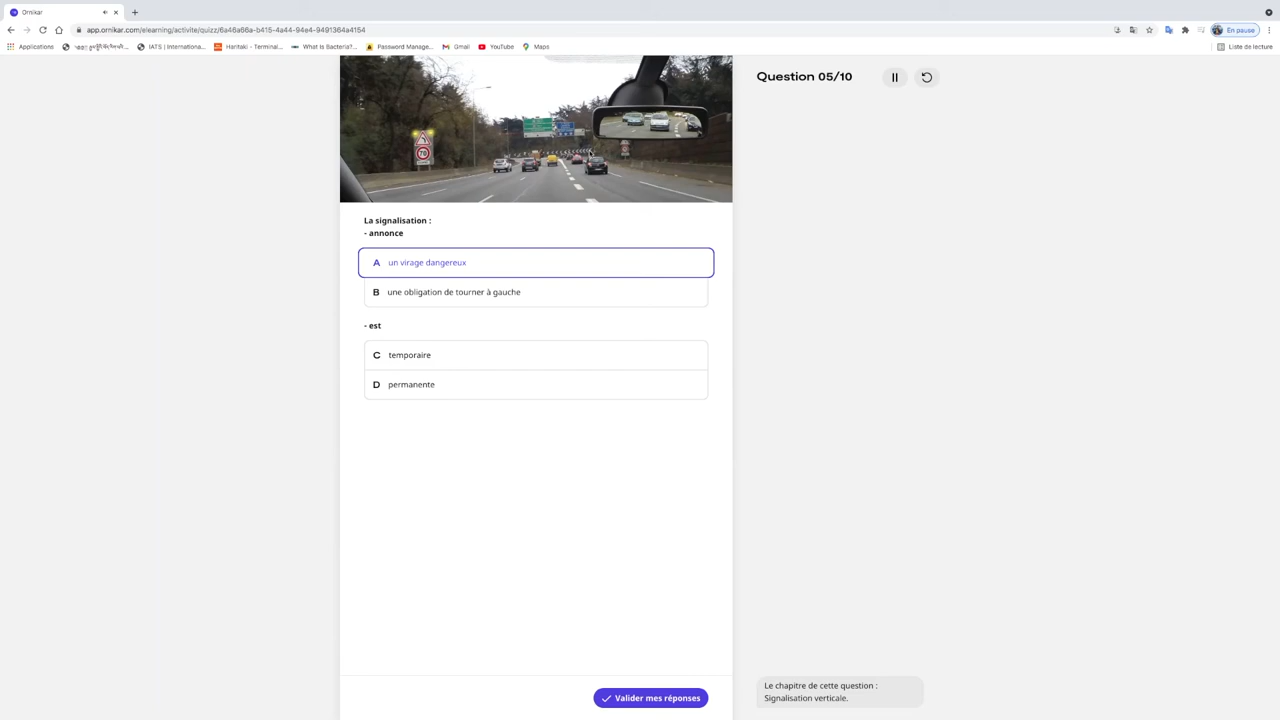 Ornikar
app.ornikar.com/elearning/activite/quizz/6a46a66a-b415-4a44-94e4-9491364a4154
En pause
Applications
IATS | Internationa...
Haritaki - Terminal...
What Is Bacteria?...
Password Manage...
Gmail
YouTube
Maps
Liste de lecture
70
Question 05/10
La signalisation :
- annonce
A un virage dangereux
B une obligation de tourner à gauche
- est
C temporaire
D permanente
Valider mes réponses
Le chapitre de cette question :
Signalisation verticale.